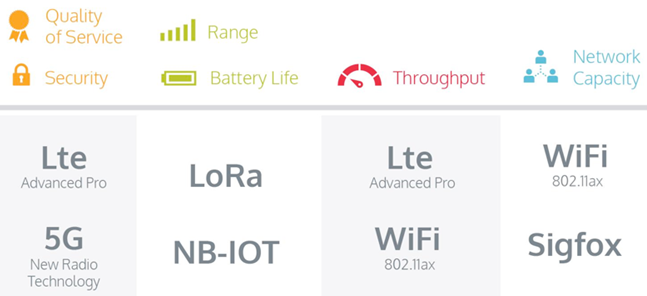 Quality
of Service
Security
Range
Battery Life
Throughput
Network
Capacity
Lte
Advanced Pro
5G
New Radio
Technology
LoRa
NB-IOT
Lte
Advanced Pro
WiFi
802.11ax
WiFi
802.11ax
Sigfox